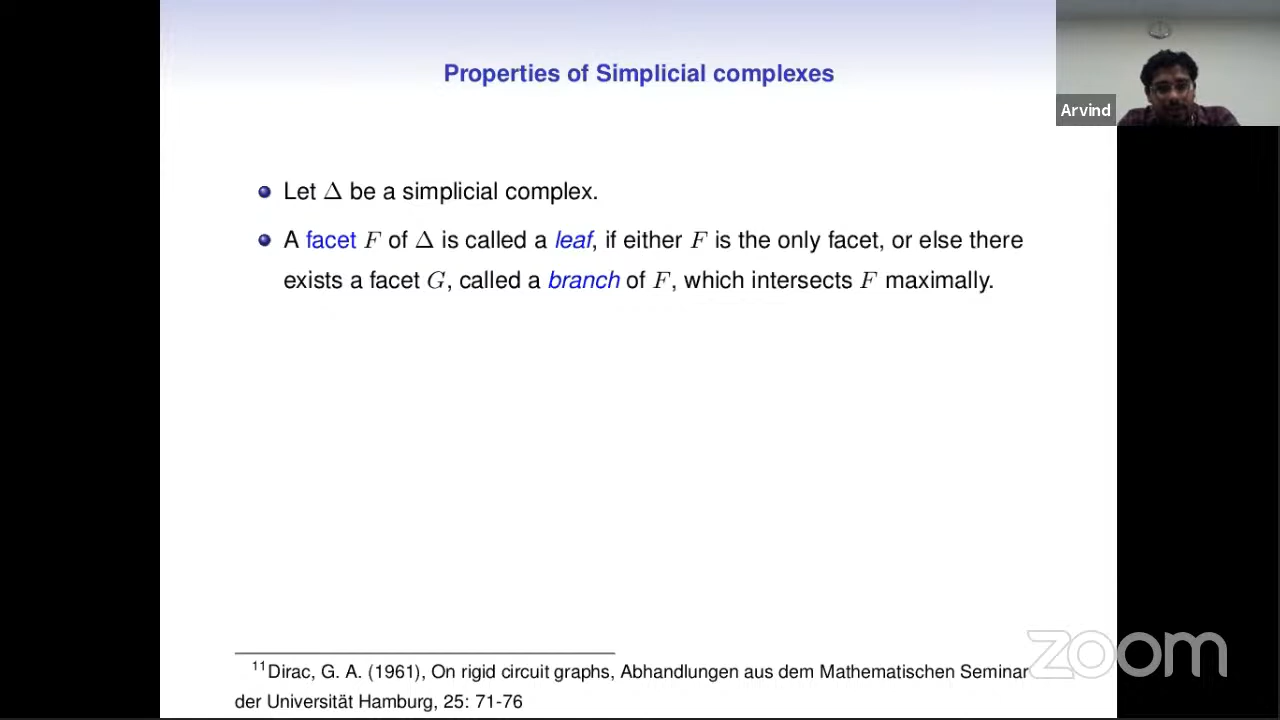 Properties of Simplicial complexes
Arvind
Let Δ be a simplicial complex.
A facet F of Δ is called a leaf, if either F is the only facet, or else there
exists a facet G, called a branch of F, which intersects F maximally.
zoom
11Dirac, G. A. (1961), On rigid circuit graphs, Abhandlungen aus dem Mathematischen Seminar
der Universität Hamburg, 25: 71-76